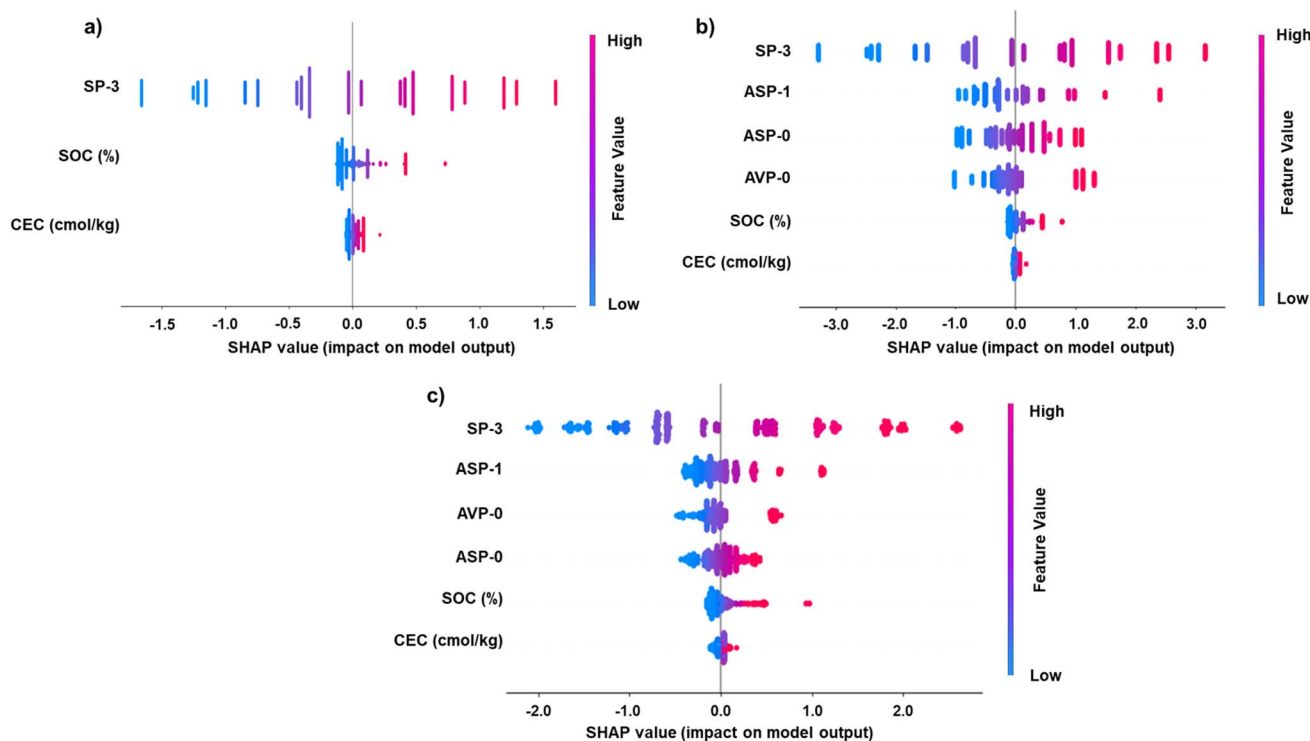 a)
High
SP-3
SOC (%)
CEC (cmol/kg)
Feature Value
Low
-1.5 -1.0 -0.5 0.0 0.5 1.0 1.5
SHAP value (impact on model output)
b)
High
SP-3
ASP-1
ASP-0
AVP-0
SOC (%)
CEC (cmol/kg)
Feature Value
Low
-3.0 -2.0 -1.0 0.0 1.0 2.0 3.0
SHAP value (impact on model output)
c)
High
SP-3
ASP-1
AVP-0
ASP-0
SOC (%)
CEC (cmol/kg)
Feature Value
Low
-2.0 -1.0 0.0 1.0 2.0
SHAP value (impact on model output)